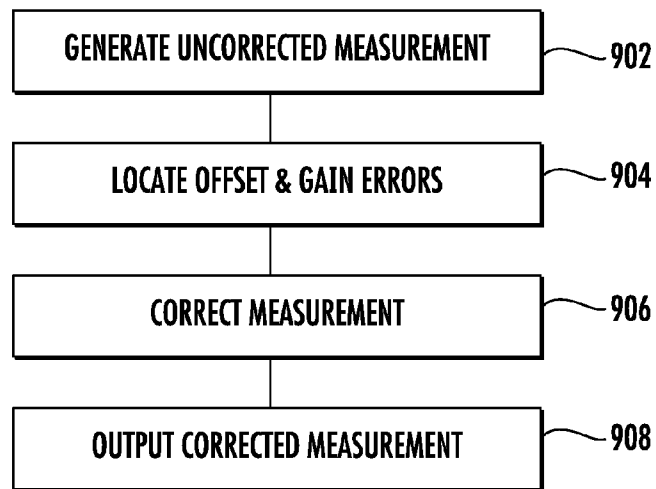 GENERATE UNCORRECTED MEASUREMENT
902
LOCATE OFFSET & GAIN ERRORS
904
CORRECT MEASUREMENT
906
OUTPUT CORRECTED MEASUREMENT
908